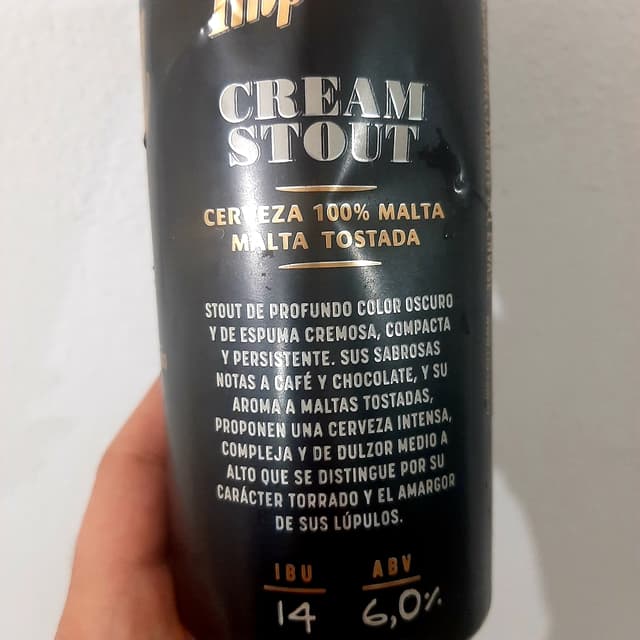 CREAM
STOUT
CERVEZA 100% MALTA
MALTA TOSTADA
STOUT DE PROFUNDO COLOR OSCURO
Y DE ESPUMA CREMOSA, COMPACTA
Y PERSISTENTE. SUS SABROSAS
NOTAS A CAFÉ Y CHOCOLATE, Y SU
AROMA A MALTAS TOSTADAS,
PROPONEN UNA CERVEZA INTENSA,
COMPLEJA Y DE DULZOR MEDIO A
ALTO QUE SE DISTINGUE POR SU
CARÁCTER TORRADO Y EL AMARGOR
DE SUS LÚPULOS.
IBU ABV
14 6,0%